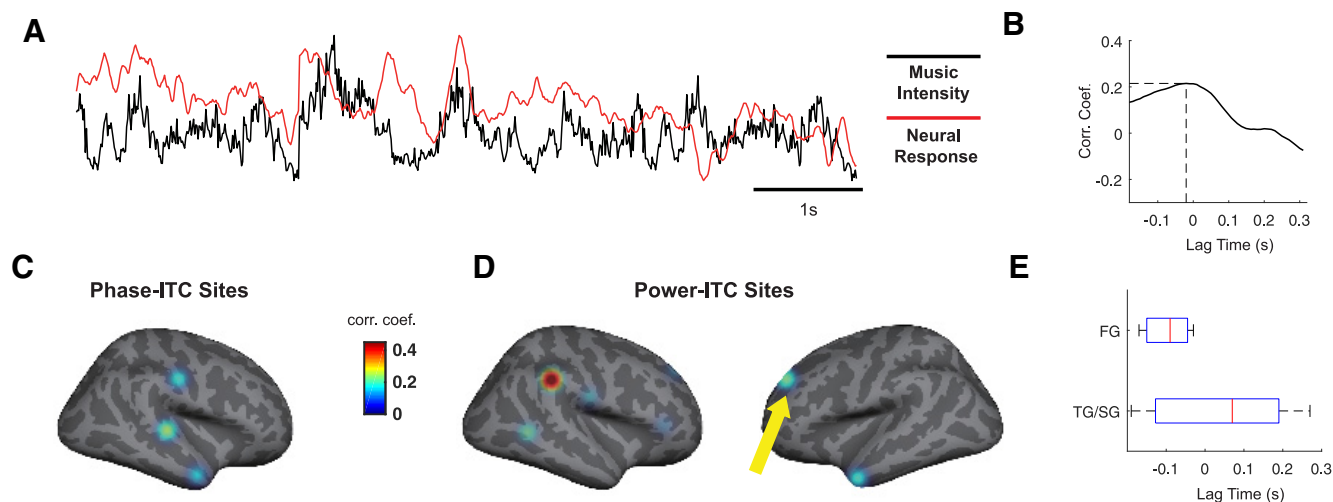 A
Music
Intensity
Neural
Response
1s
B
0.4
0.2
0
-0.2
Corr. Coef.
-0.1 0 0.1 0.2 0.3
Lag Time (s)
C
Phase-ITC Sites
corr. coef.
0.4
0.2
0
D
Power-ITC Sites
E
FG
TG/SG
-0.1 0 0.1 0.2 0.3
Lag Time (s)